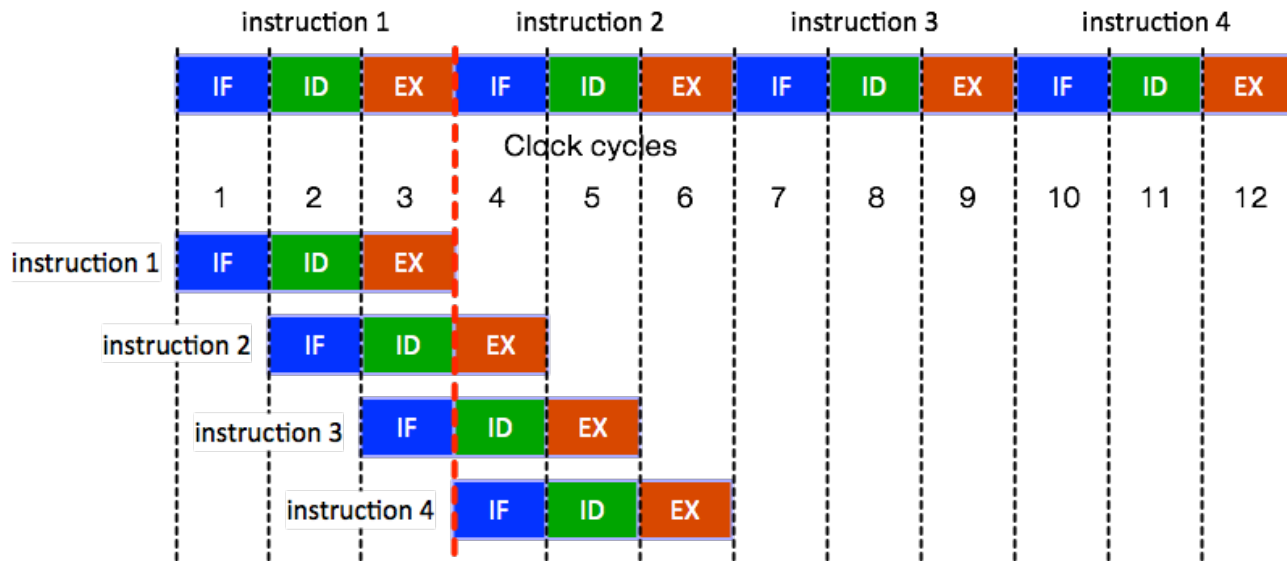 instruction 1 instruction 2 instruction 3 instruction 4
IF ID EX IF ID EX IF ID EX IF ID EX
Clock cycles
1 2 3 4 5 6 7 8 9 10 11 12
instruction 1 IF ID EX
instruction 2 IF ID EX
instruction 3 IF ID EX
instruction 4 IF ID EX